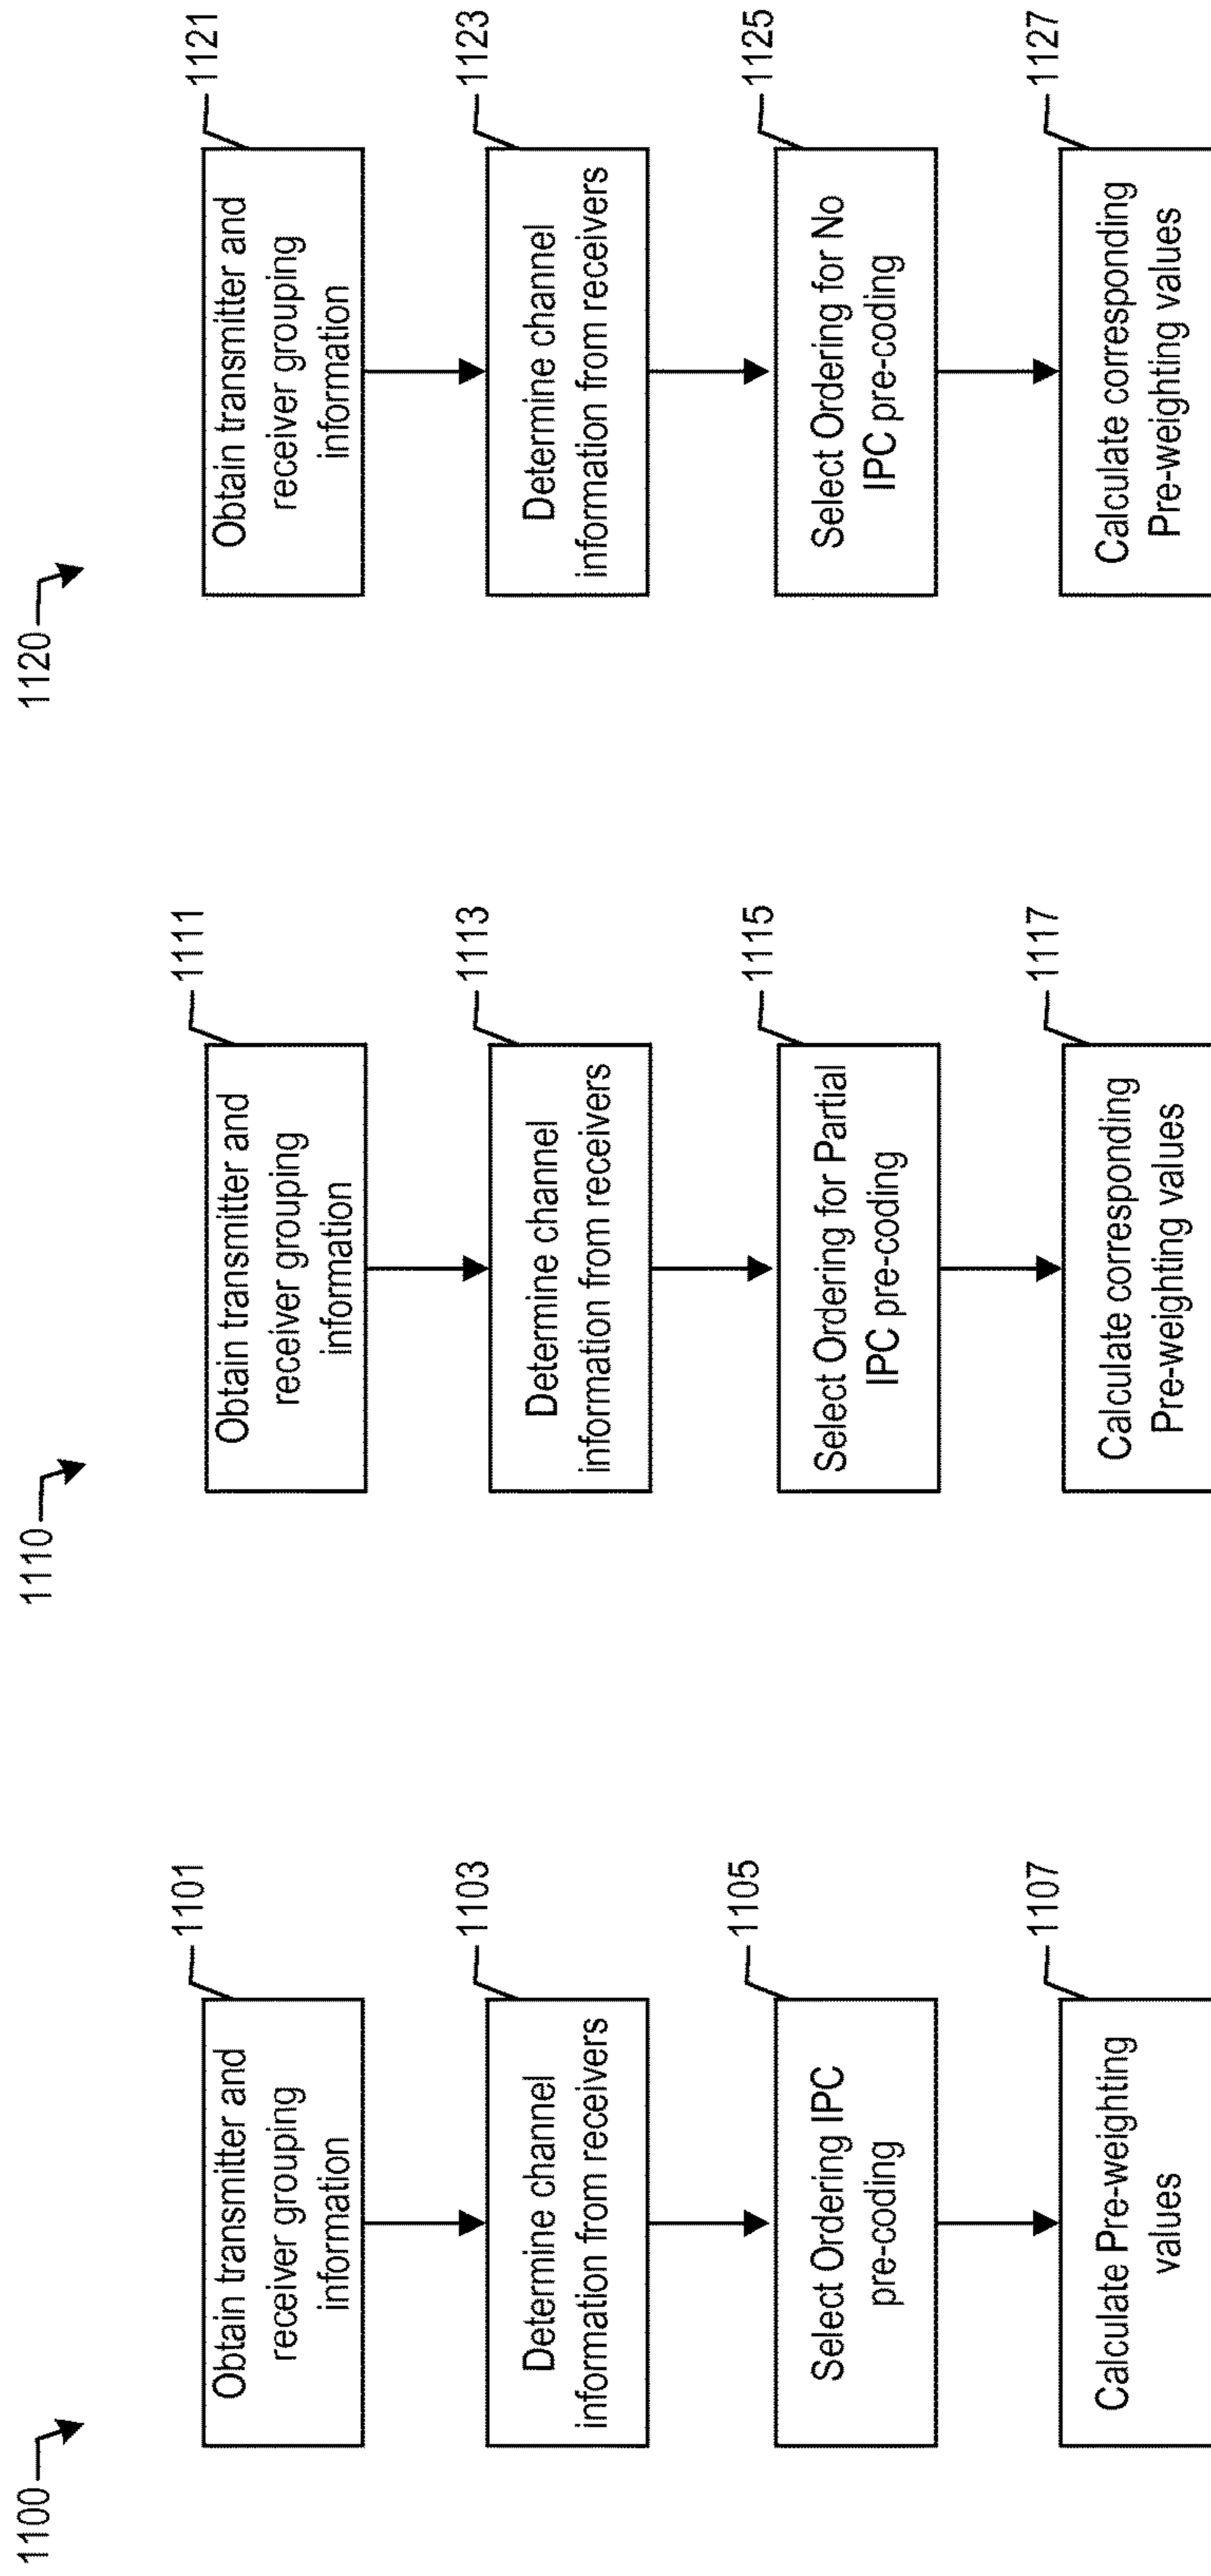 1100
Obtain transmitter and
receiver grouping
information
1101
Determine channel
information from receivers
1103
Select Ordering IPC
pre-coding
1105
Calculate Pre-weighting
values
1107
1110
Obtain transmitter and
receiver grouping
information
1111
Determine channel
information from receivers
1113
Select Ordering for Partial
IPC pre-coding
1115
Calculate corresponding
Pre-weighting values
1117
1120
Obtain transmitter and
receiver grouping
information
1121
Determine channel
information from receivers
1123
Select Ordering for No
IPC pre-coding
1125
Calculate corresponding
Pre-weighting values
1127